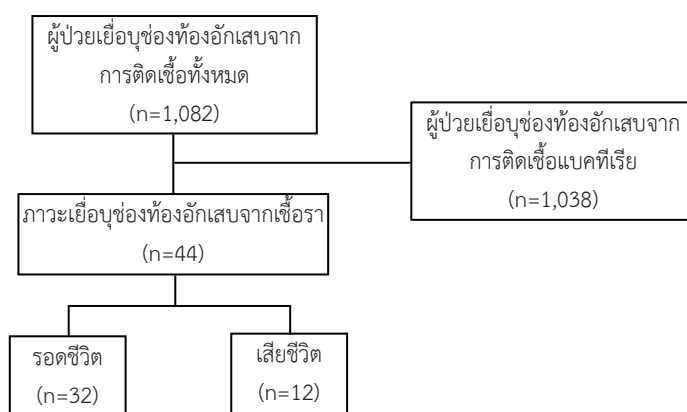 ผู้ป่วยเยื่อบุช่องท้องอักเสบจาก
การติดเชื้อทั้งหมด
(n=1,082)
ผู้ป่วยเยื่อบุช่องท้องอักเสบจาก
การติดเชื้อแบคทีเรีย
(n=1,038)
ภาวะเยื่อบุช่องท้องอักเสบจากเชื้อรา
(n=44)
รอดชีวิต
(n=32)
เสียชีวิต
(n=12)